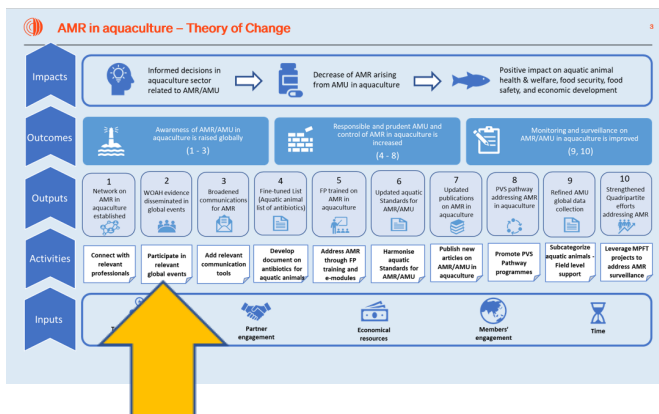 AMR in aquaculture – Theory of Change
3
Impacts
Informed decisions in
aquaculture sector
related to AMR/AMU
Decrease of AMR arising
from AMU in aquaculture
Positive impact on aquatic animal
health & welfare, food security, food
safety, and economic development
Outcomes
Awareness of AMR/AMU in
aquaculture is raised globally
(1 - 3)
Responsible and prudent AMU and
control of AMR in aquaculture is
increased
(4 - 8)
Monitoring and surveillance on
AMR/AMU in aquaculture is improved
(9, 10)
Outputs
1
Network on
AMR in
aquaculture
established
2
WOAH evidence
disseminated in
global events
3
Broadened
communications
for AMR
4
Fine-tuned List
(Aquatic animal
list of antibiotics)
5
FP trained on
AMR in
aquaculture
6
Updated aquatic
Standards for
AMR/AMU
7
Updated
publications
on AMR in
aquaculture
8
PVS pathway
addressing AMR
in aquaculture
9
Refined AMU
global data
collection
10
Strengthened
Quadripartite
efforts
addressing AMR
Activities
Connect with
relevant
professionals
Participate in
relevant
global events
Add relevant
communication
tools
Develop
document on
antibiotics for
aquatic animals
Address AMR
through FP
training and
e-modules
Harmonise
aquatic
Standards for
AMR/AMU
Publish new
articles on
AMR/AMU in
aquaculture
Promote PVS
Pathway
programmes
Subcategorize
aquatic animals -
Field level
support
Leverage MPFT
projects to
address AMR
surveillance
Inputs
Partner
engagement
Economical
resources
Members'
engagement
Time